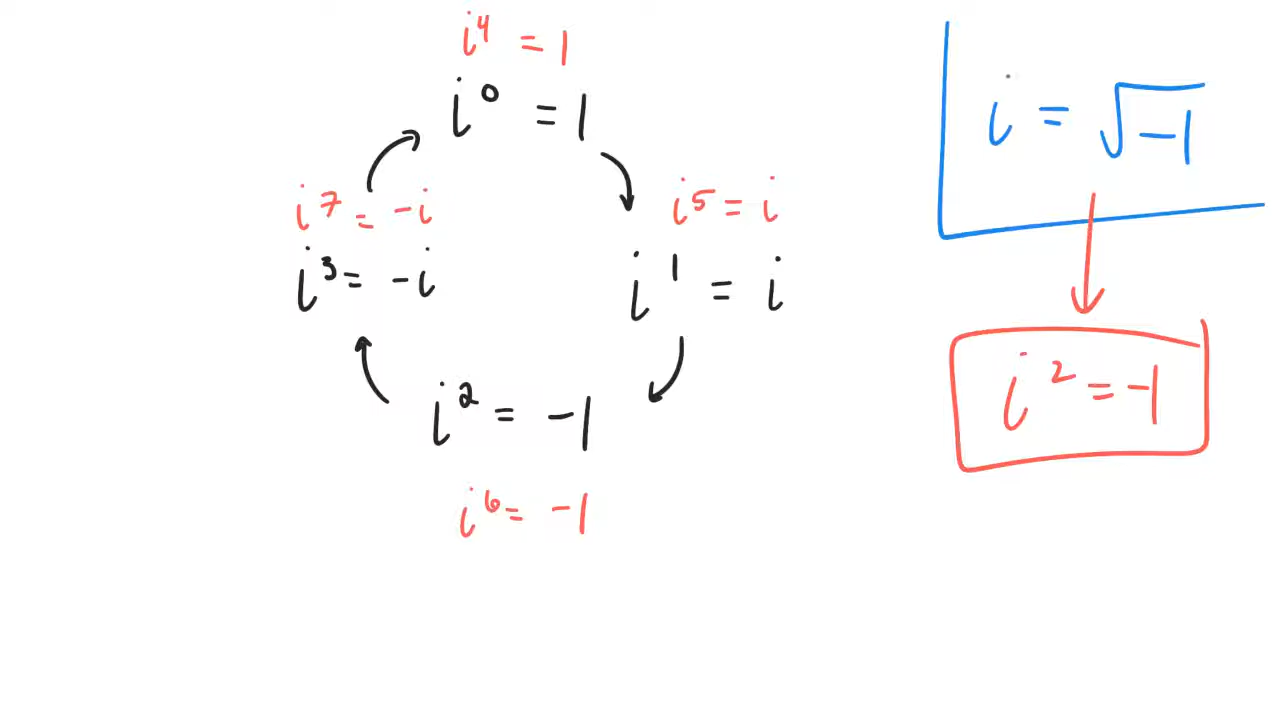 i⁴ = 1
i⁰ = 1
i⁵ = i
i¹ = i
i² = -1
i⁶ = -1
i⁷ = -i
i³ = -i
i = √-1
i² = -1